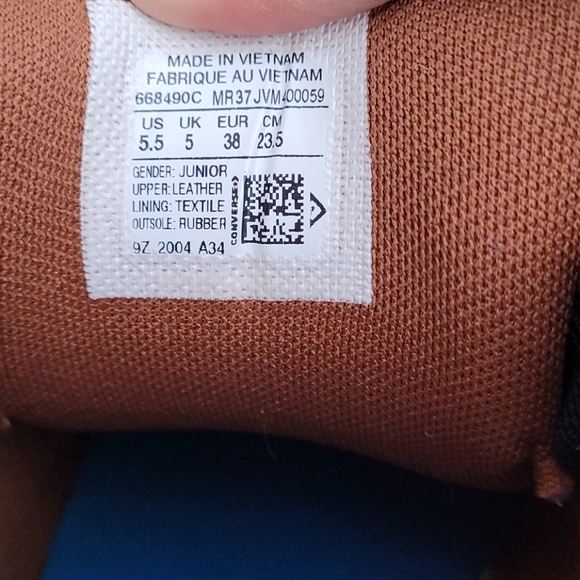 MADE IN VIETNAM
FABRIQUE AU VIETNAM
668490C MR37JVM400059
US UK EUR CM
5.5 5 38 23.5
GENDER: JUNIOR
UPPER: LEATHER
LINING: TEXTILE
OUTSOLE: RUBBER
CONVERSE
9Z 2004 A34